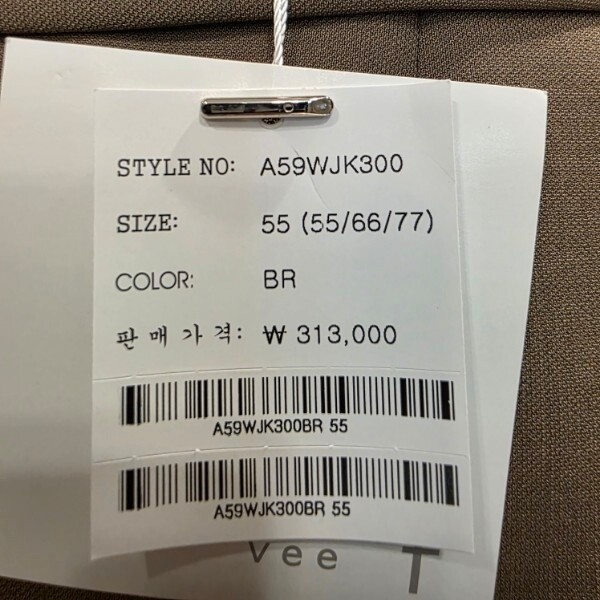 STYLE NO: A59WJK300
SIZE: 55 (55/66/77)
COLOR: BR
판매가격: ₩ 313,000
A59WJK300BR 55
A59WJK300BR 55
vee T